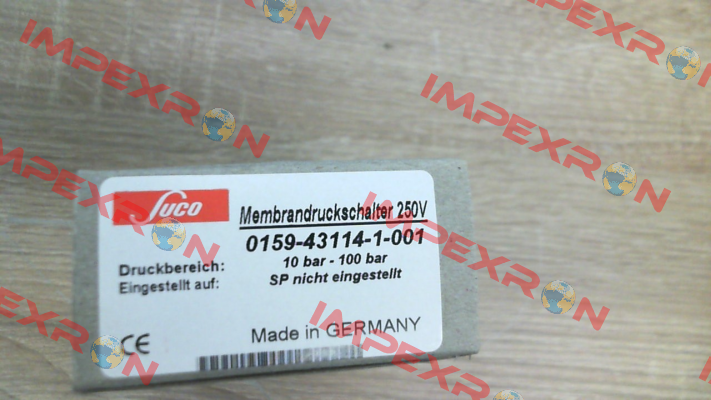 Suco
Membrandruckschalter 250V
0159-43114-1-001
Druckbereich: 10 bar - 100 bar
Eingestellt auf: SP nicht eingestellt
CE
Made in GERMANY
IMPEXRON
IMPEXRON
IMPEXRON
IMPEXRON
IMPEXRON
IMPEXRON